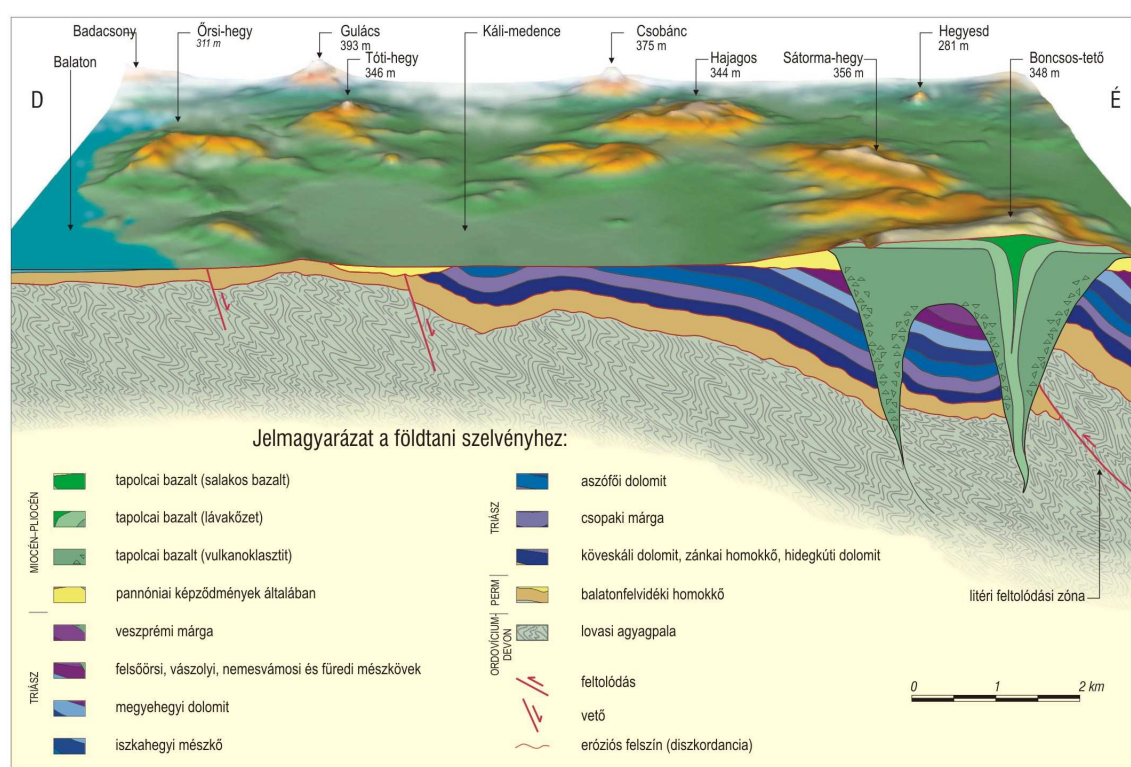 Badacsony
Őrsi-hegy
311 m
Gulács
393 m
Káli-medence
Csobánc
375 m
Hegyesd
281 m
Balaton
Tóti-hegy
346 m
Hajagos
344 m
Sátorma-hegy
356 m
Boncsos-tető
348 m
D
É
Jelmagyarázat a földtani szelvényhez:
MIOCÉN–PLIOCÉN
tapolcai bazalt (salakos bazalt)
tapolcai bazalt (lávakőzet)
tapolcai bazalt (vulkanoklasztit)
pannóniai képződmények általában
TRIÁSZ
veszprémi márga
felsőörsi, vászolyi, nemesvámosi és füredi mészkövek
megyehegyi dolomit
iszkahegyi mészkő
TRIÁSZ
aszófői dolomit
csopaki márga
köveskáli dolomit, zánkai homokkő, hidegkúti dolomit
PERM
balatonfelvidéki homokkő
ORDOVÍCIUM-
DEVON
lovasi agyagpala
feltolódás
vető
eróziós felszín (diszkordancia)
litéri feltolódási zóna
0 1 2 km